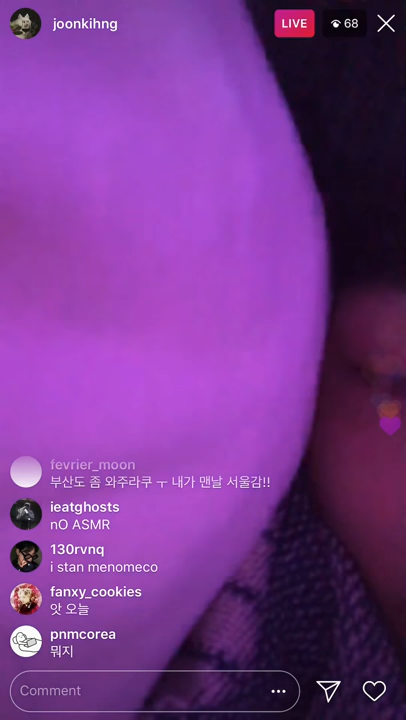 joonkihng
LIVE
68
fevrier_moon
부산도 좀 와주라쿠 ㅜ 내가 맨날 서울감!!
ieatghosts
nO ASMR
130rvnq
i stan menomeco
fanxy_cookies
앗 오늘
pnmcorea
뭐지
Comment